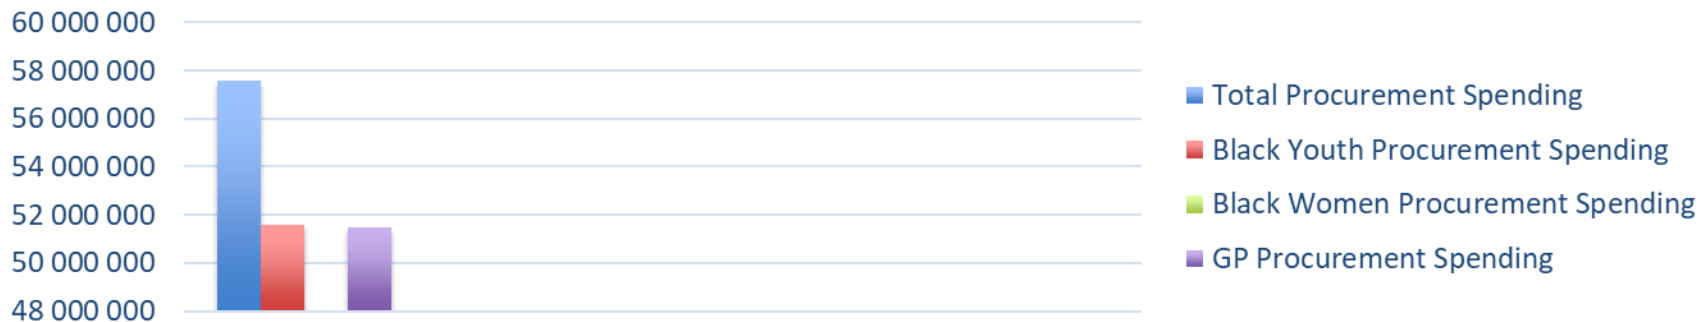 60 000 000
58 000 000
56 000 000
54 000 000
52 000 000
50 000 000
48 000 000
Total Procurement Spending
Black Youth Procurement Spending
Black Women Procurement Spending
GP Procurement Spending